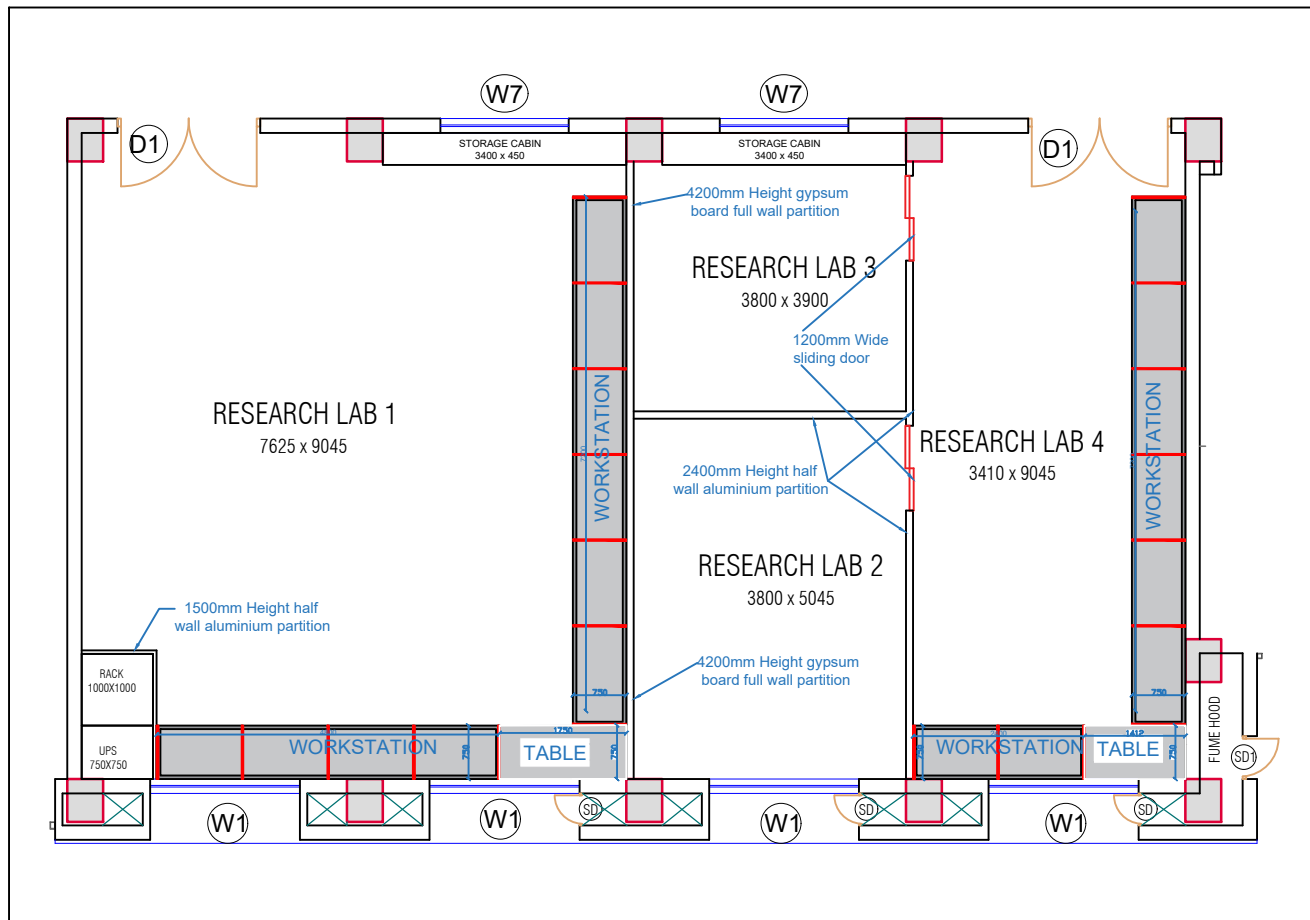 W7
W7
D1
D1
STORAGE CABIN
3400 x 450
STORAGE CABIN
3400 x 450
4200mm Height gypsum
board full wall partition
RESEARCH LAB 3
3800 x 3900
1200mm Wide
sliding door
RESEARCH LAB 1
7625 x 9045
WORKSTATION
WORKSTATION
RESEARCH LAB 4
3410 x 9045
2400mm Height half
wall aluminium partition
RESEARCH LAB 2
3800 x 5045
1500mm Height half
wall aluminium partition
4200mm Height gypsum
board full wall partition
RACK
1000X1000
750
750
UPS
750X750
WORKSTATION
750
1750
TABLE
750
750
WORKSTATION
1412
TABLE
750
FUME HOOD
SD1
W1
W1
SD
W1
SD
W1
SD